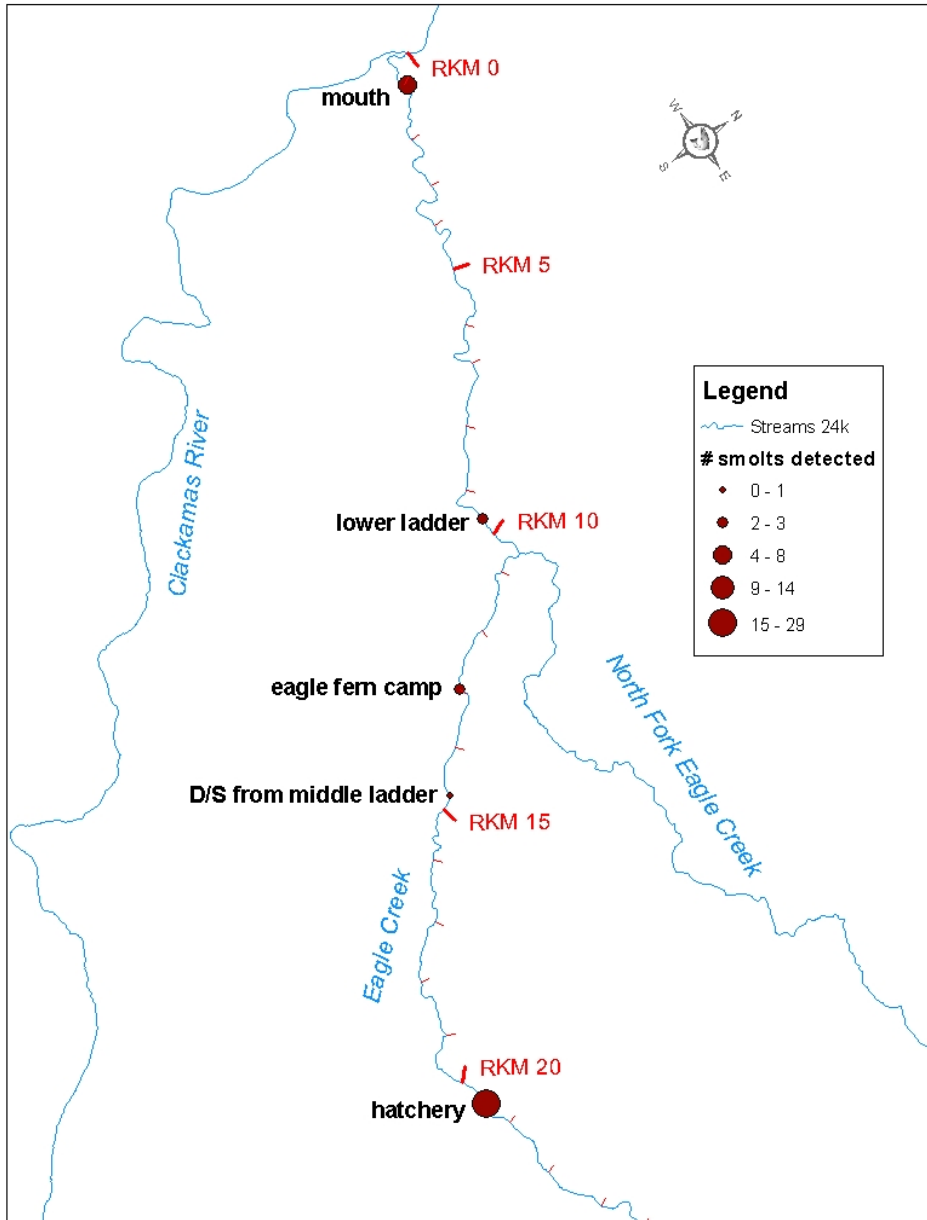 RKM 0
mouth
W
N
S
E
RKM 5
Legend
Streams 24k
# smolts detected
0 - 1
2 - 3
4 - 8
9 - 14
15 - 29
Clackamas River
lower ladder
RKM 10
eagle fern camp
North Fork Eagle Creek
D/S from middle ladder
RKM 15
Eagle Creek
RKM 20
hatchery